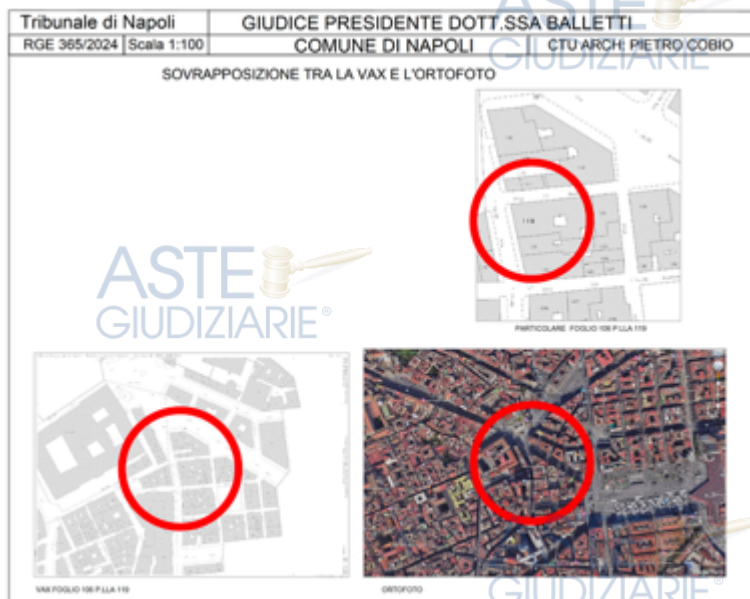 Tribunale di Napoli
GIUDICE PRESIDENTE DOTT.SSA BALLETTI
RGE 365/2024
Scala 1:100
COMUNE DI NAPOLI
CTU ARCH: PIETRO COBIO
SOVRAPPOSIZIONE TRA LA VAX E L'ORTOFOTO
119
PARTICOLARE FOGLIO 106 P.LLA 119
ASTE
GIUDIZIARIE®
VAX FOGLIO 106 P.LLA 119
ORTOFOTO
GIUDIZIARIE
GIUDIZIARIE®